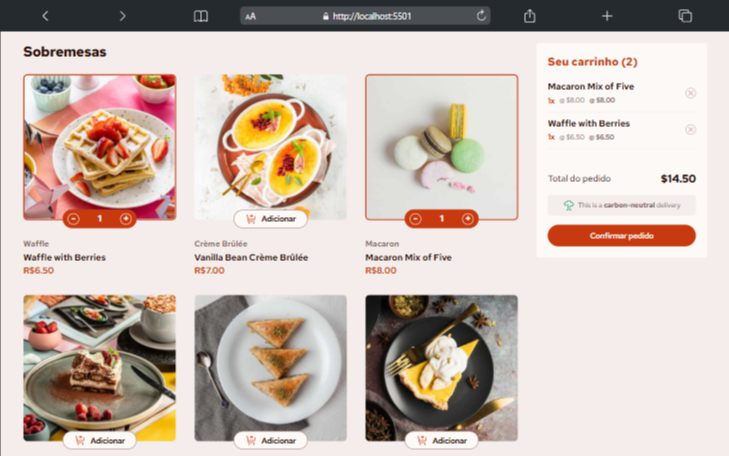 AA
http://localhost:5501
Sobremesas
1
Adicionar
1
Waffle
Waffle with Berries
R$6.50
Crème Brûlée
Vanilla Bean Crème Brûlée
R$7.00
Macaron
Macaron Mix of Five
R$8.00
Adicionar
Adicionar
Adicionar
Seu carrinho (2)
Macaron Mix of Five
1x @ $8.00 @ $8.00
Waffle with Berries
1x @ $6.50 @ $6.50
Total do pedido $14.50
This is a carbon-neutral delivery
Confirmar pedido